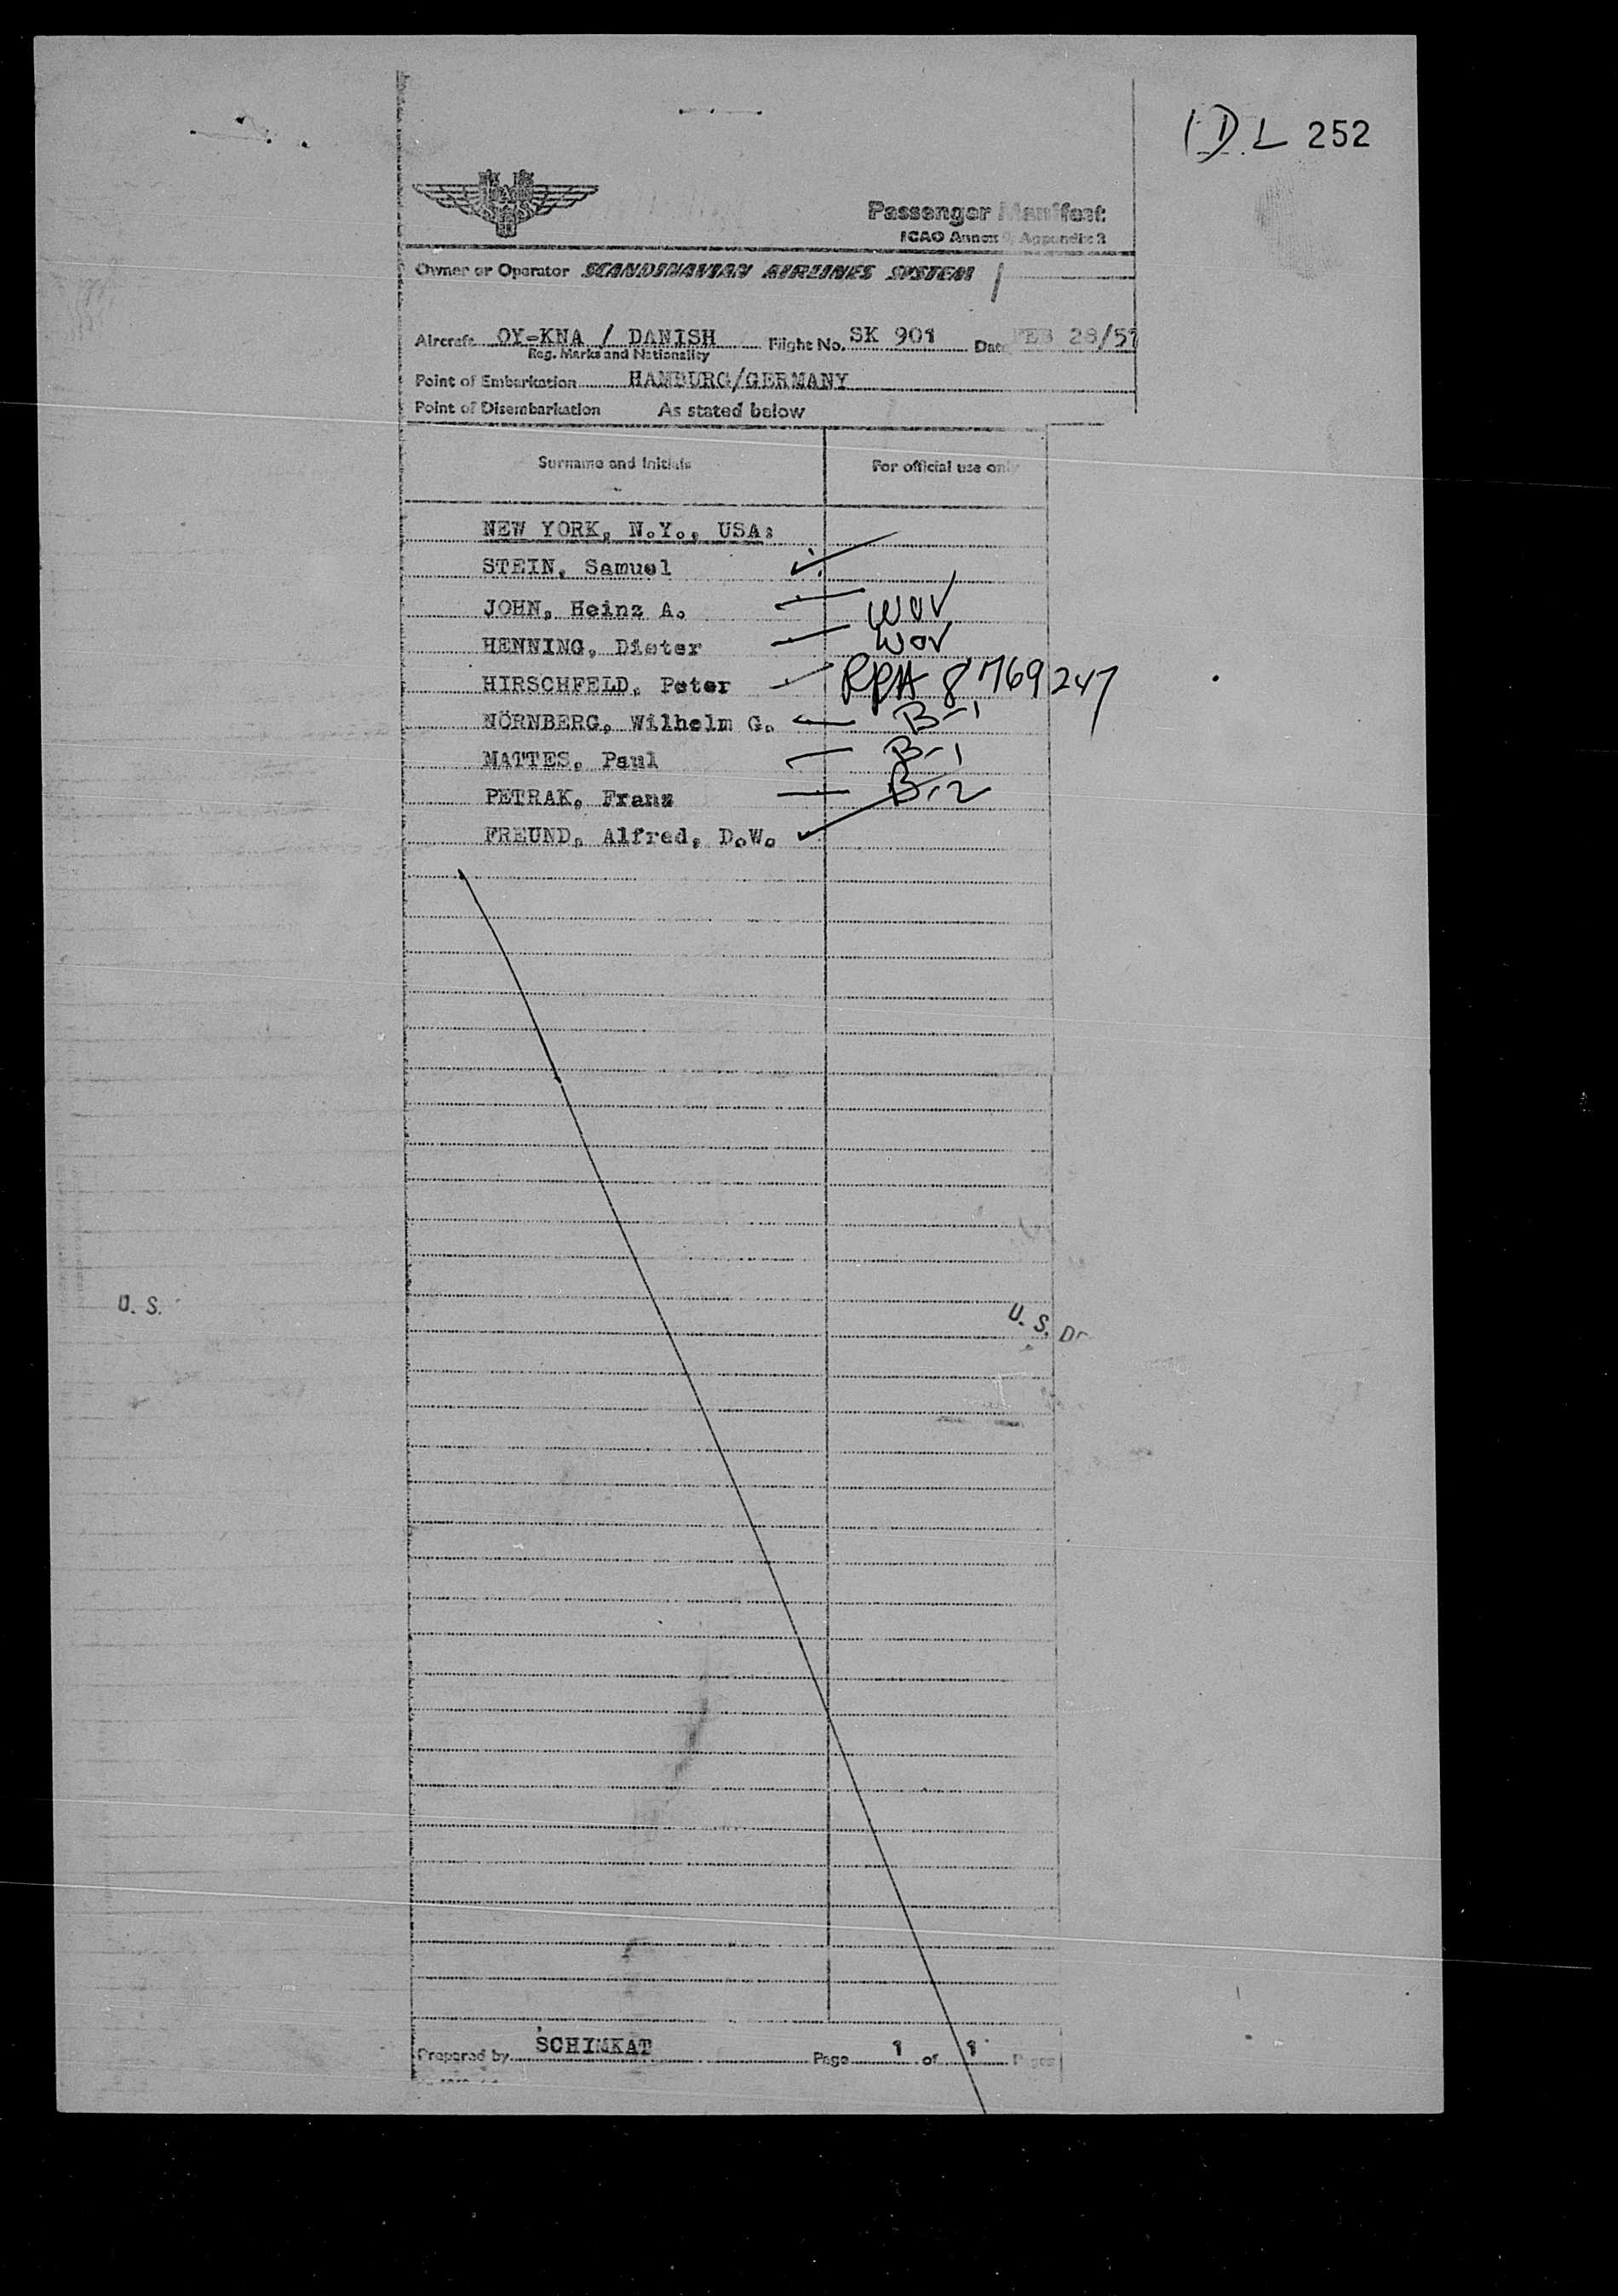 (1) L 252
Passenger Manifest
ICAO Annex 9, Appendix 3
Owner or Operator SCANDINAVIAN AIRLINES SYSTEM
Aircraft OY-KNA / DANISH Flight No. SK 901 Date FEB 28/57
Reg. Marks and Nationality
Point of Embarkation HAMBURG/GERMANY
Point of Disembarkation As stated below
Surname and Initials For official use only
NEW YORK, N.Y., USA:
STEIN, Samuel
JOHN, Heinz A. WOV
HENNING, Dieter WOV
HIRSCHFELD, Peter RPA 8769247
NÖRNBERG, Wilhelm G. B-1
MATTES, Paul B-1
PETRAK, Franz B-2
FREUND, Alfred, D.W.
U. S.
U. S. De
Prepared by SCHIMKAT Page 1 of 1 Pages